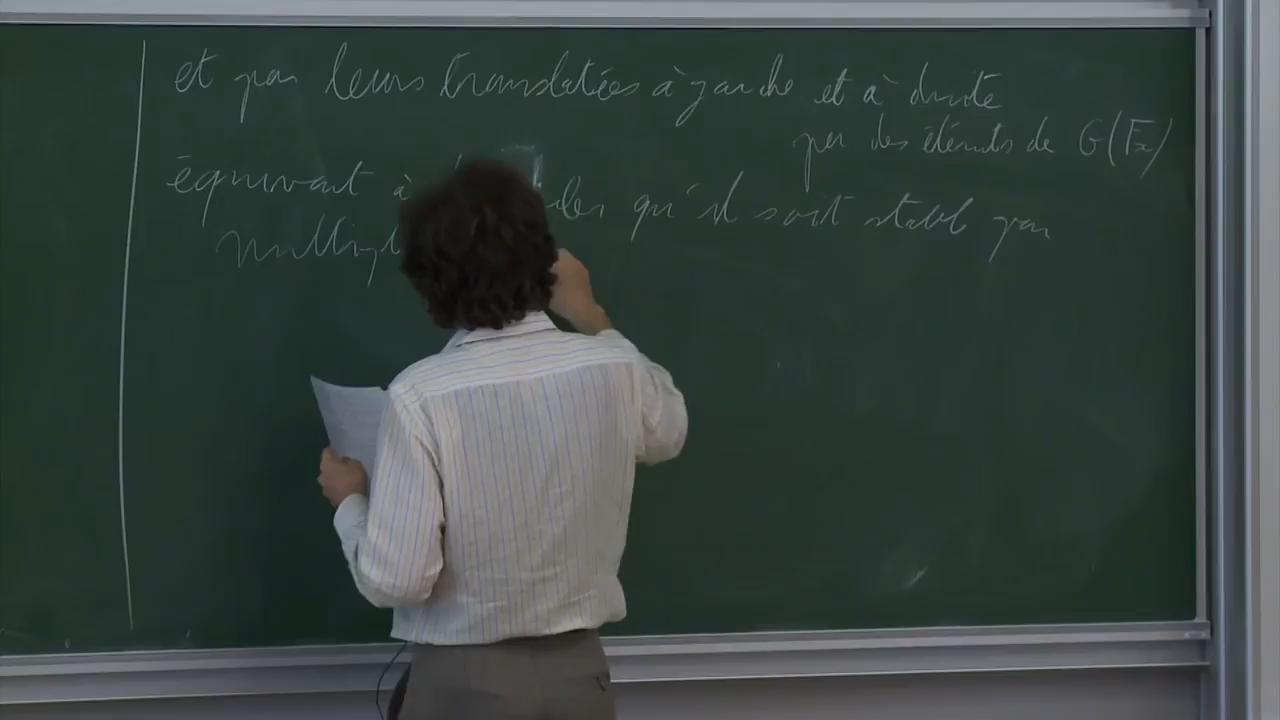 et par leurs translatées à gauche et à droite
par des éléments de G(Fx)
équivaut à qu'il soit stable par